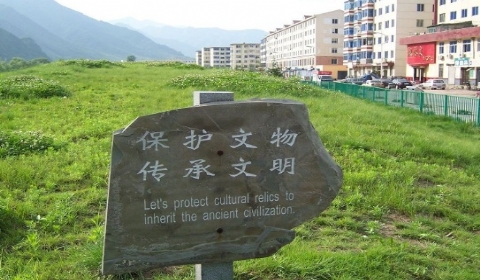 保护文物
传承文明
Let's protect cultural relics to
inherit the ancient civilization.